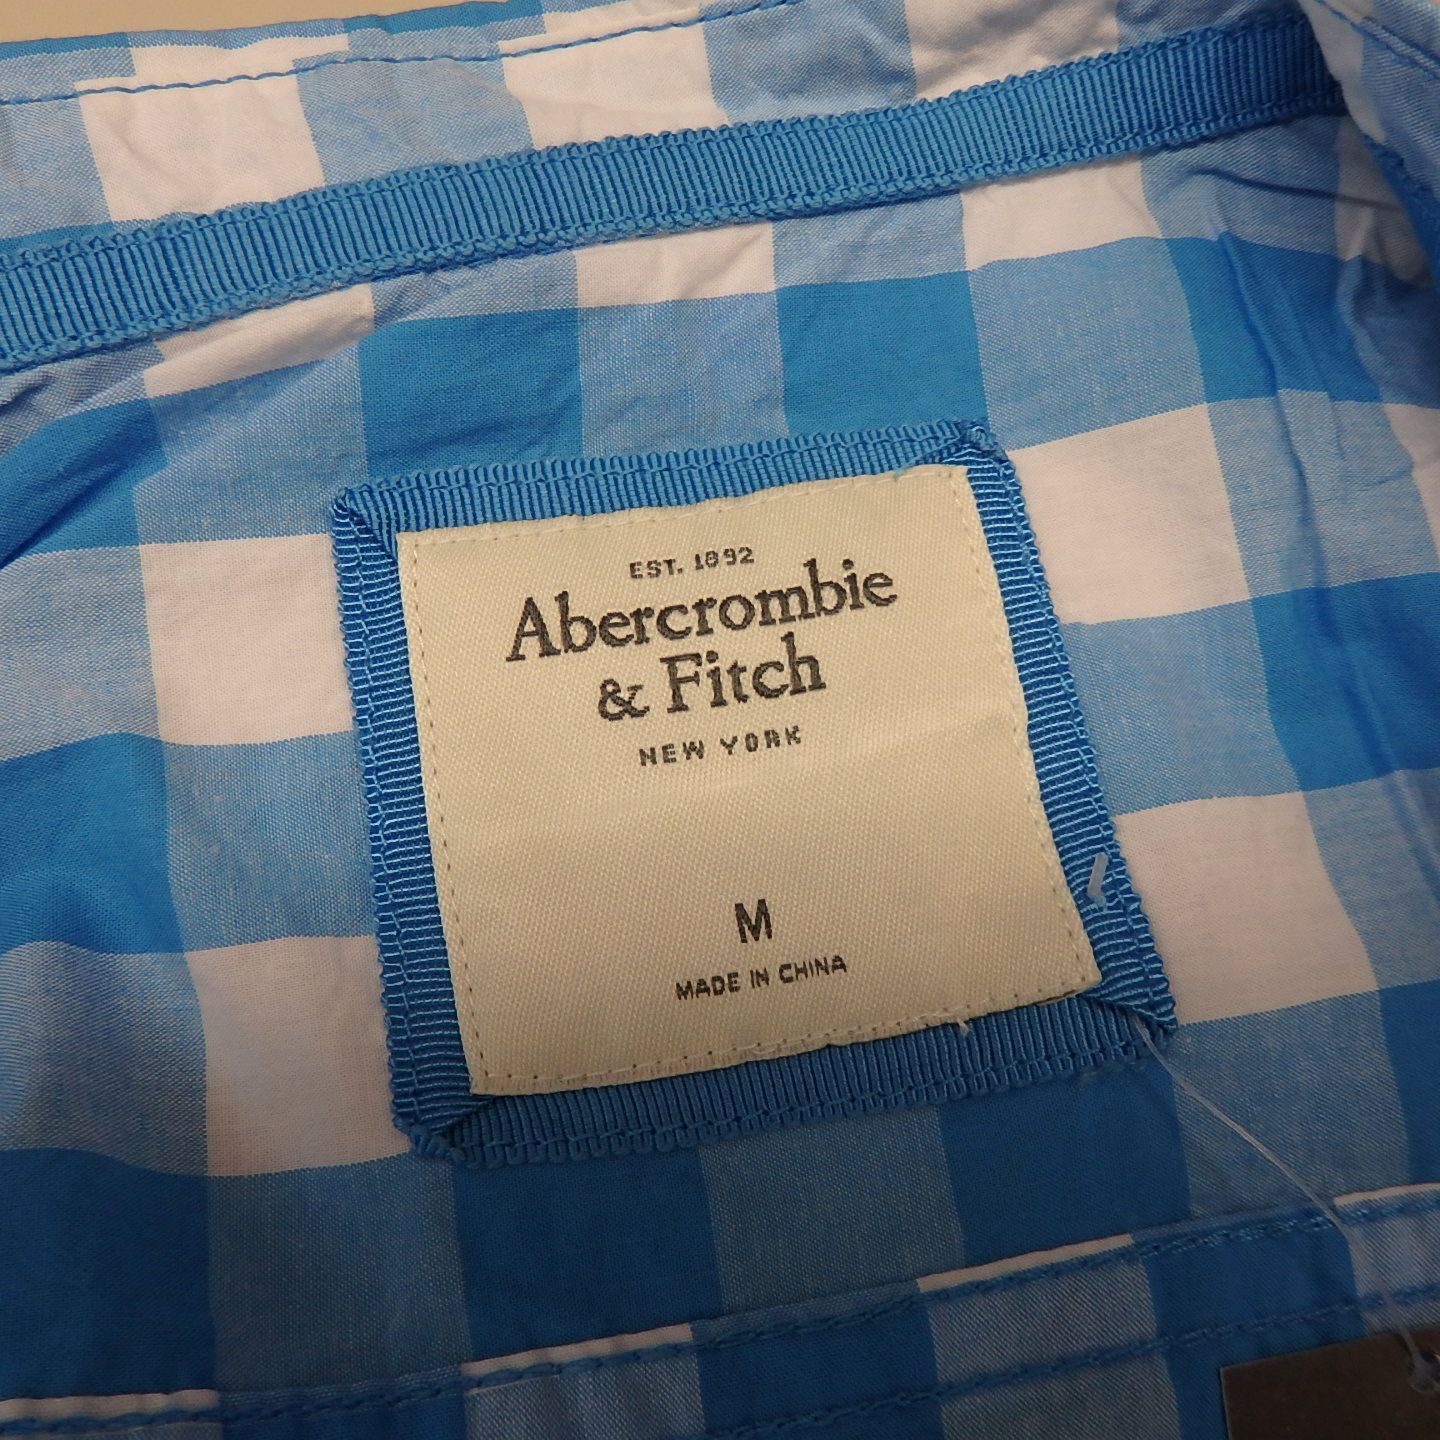 EST. 1892
Abercrombie
& Fitch
NEW YORK
M
MADE IN CHINA